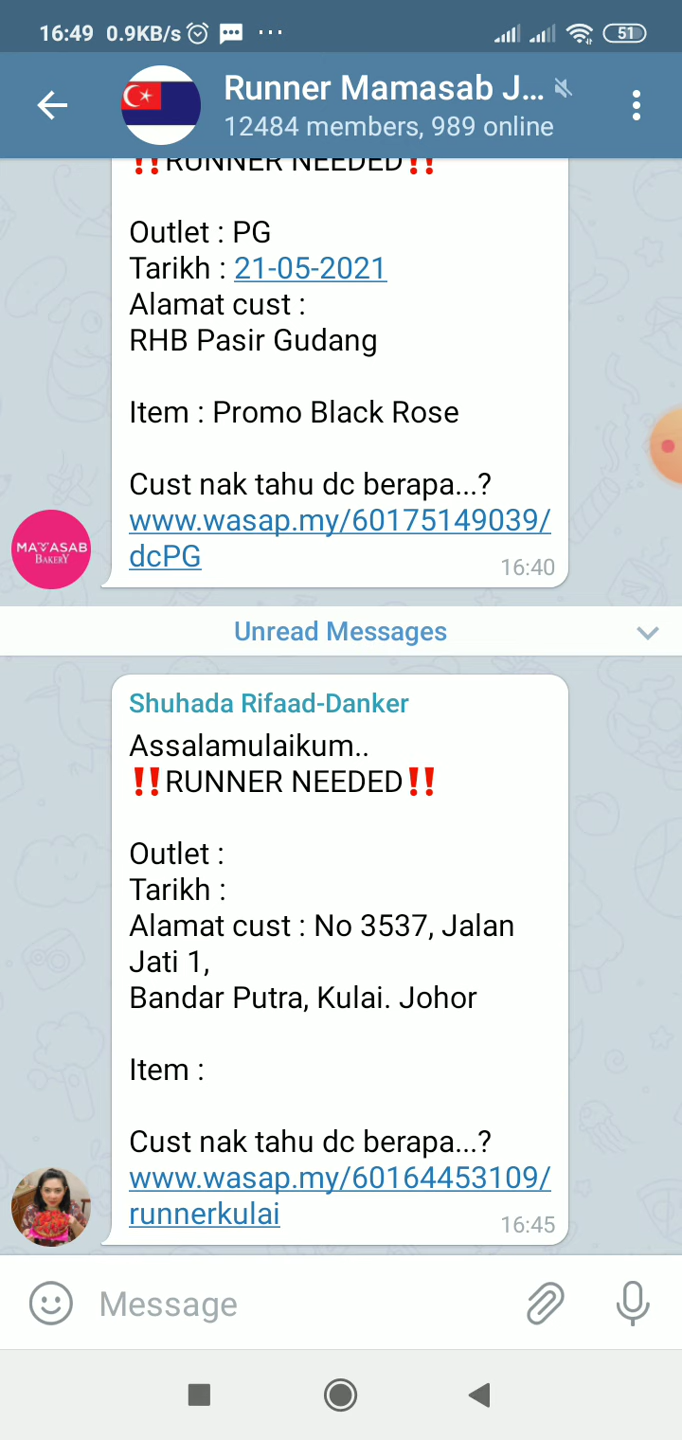 16:49 0.9KB/s ... 51
Runner Mamasab J...
12484 members, 989 online
‼️RUNNER NEEDED‼️
Outlet : PG
Tarikh : 21-05-2021
Alamat cust :
RHB Pasir Gudang
Item : Promo Black Rose
Cust nak tahu dc berapa...?
www.wasap.my/60175149039/
dcPG
16:40
MAMASAB
BAKERY
Unread Messages
Shuhada Rifaad-Danker
Assalamulaikum..
‼️RUNNER NEEDED‼️
Outlet :
Tarikh :
Alamat cust : No 3537, Jalan
Jati 1,
Bandar Putra, Kulai. Johor
Item :
Cust nak tahu dc berapa...?
www.wasap.my/60164453109/
runnerkulai
16:45
Message